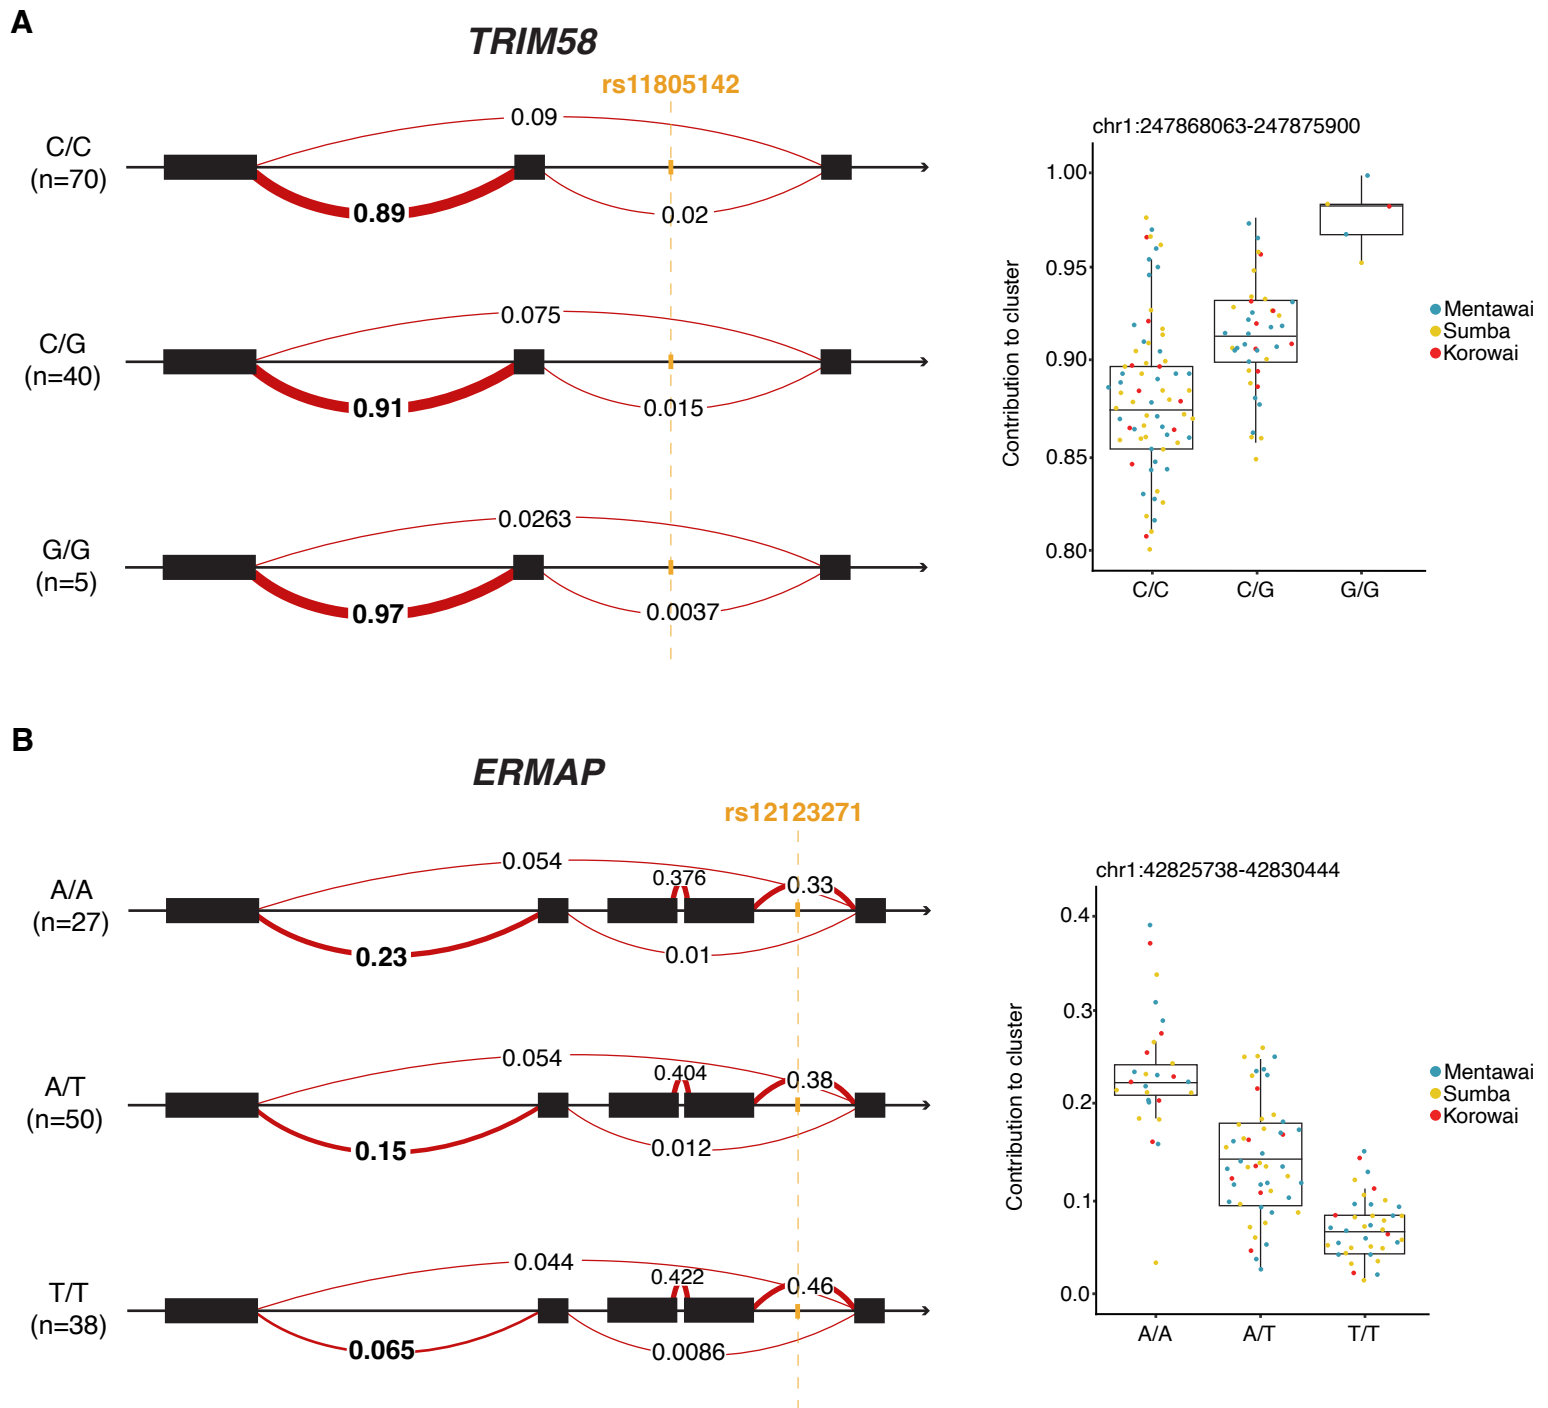 A
TRIM58
rs11805142
C/C
(n=70)
0.09
0.89
0.02
C/G
(n=40)
0.075
0.91
0.015
G/G
(n=5)
0.0263
0.97
0.0037
chr1:247868063-247875900
Contribution to cluster
1.00
0.95
0.90
0.85
0.80
C/C
C/G
G/G
Mentawai
Sumba
Korowai
B
ERMAP
rs12123271
A/A
(n=27)
0.054
0.376
0.33
0.23
0.01
A/T
(n=50)
0.054
0.404
0.38
0.15
0.012
T/T
(n=38)
0.044
0.422
0.46
0.065
0.0086
chr1:42825738-42830444
Contribution to cluster
0.4
0.3
0.2
0.1
0.0
A/A
A/T
T/T
Mentawai
Sumba
Korowai